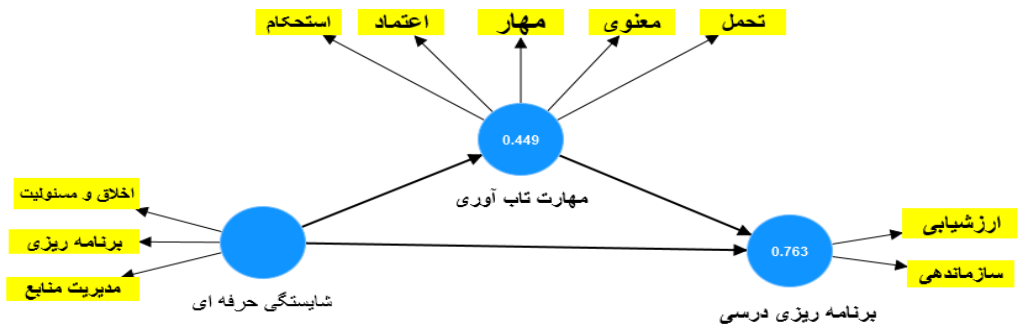 تحمل
معنوی
مهار
اعتماد
استحکام
0.449
مهارت تاب آوری
اخلاق و مسئولیت
برنامه ریزی
مدیریت منابع
شایستگی حرفه ای
ارزشیابی
سازماندهی
0.763
برنامه ریزی درسی